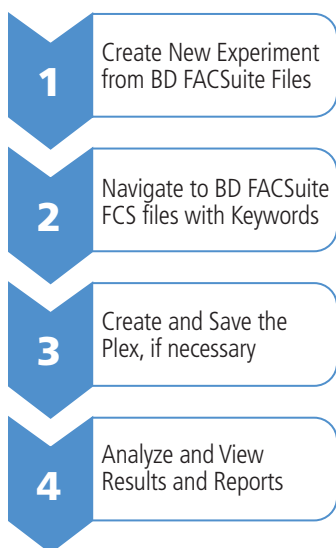 1
Create New Experiment
from BD FACSuite Files
2
Navigate to BD FACSuite
FCS files with Keywords
3
Create and Save the
Plex, if necessary
4
Analyze and View
Results and Reports